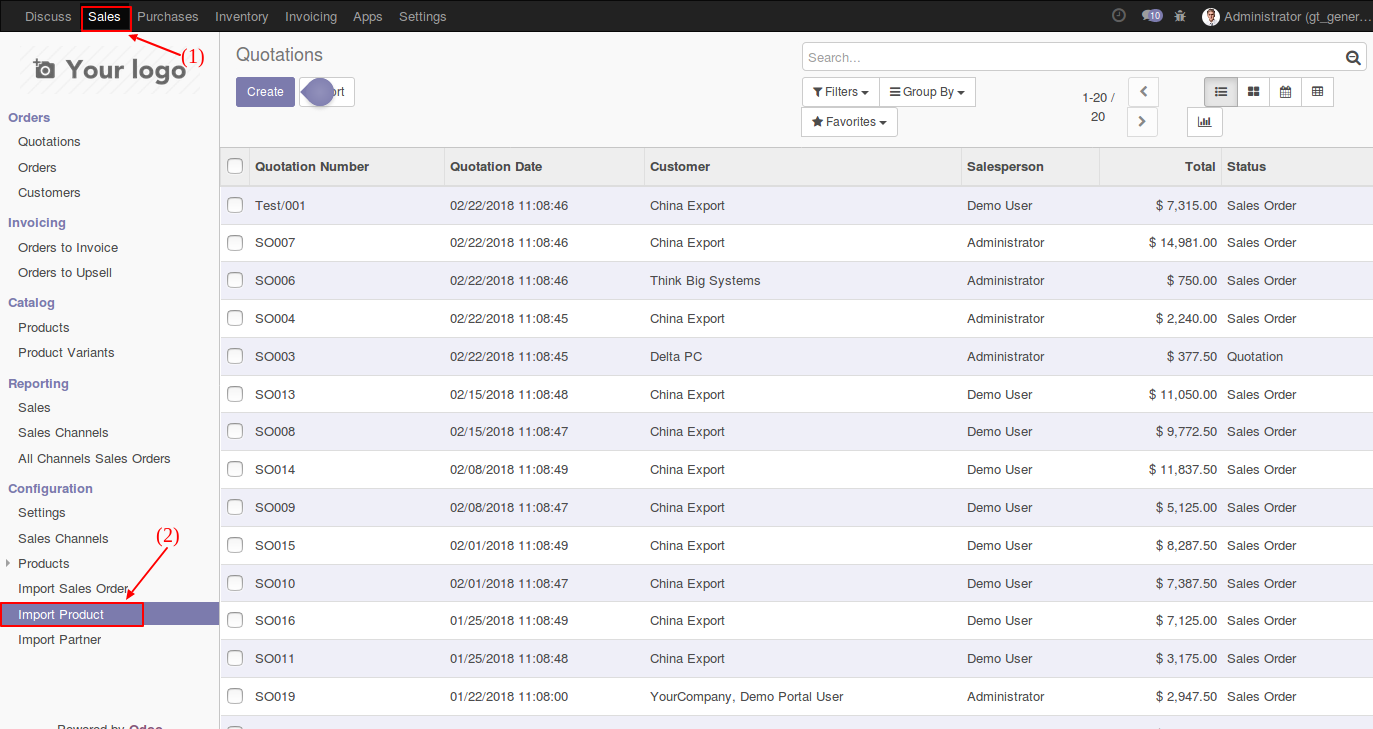 Discuss Sales Purchases Inventory Invoicing Apps Settings 10 Administrator (gt_gener...
(1)
Your logo
Quotations
Search...
Create
rt
Filters Group By
Favorites
1-20 /
20
Orders
Quotations
Orders
Customers
Invoicing
Orders to Invoice
Orders to Upsell
Catalog
Products
Product Variants
Reporting
Sales
Sales Channels
All Channels Sales Orders
Configuration
Settings
Sales Channels
(2)
Products
Import Sales Order
Import Product
Import Partner
Powered by Odoo
Quotation Number Quotation Date Customer Salesperson Total Status
Test/001 02/22/2018 11:08:46 China Export Demo User $ 7,315.00 Sales Order
SO007 02/22/2018 11:08:46 China Export Administrator $ 14,981.00 Sales Order
SO006 02/22/2018 11:08:46 Think Big Systems Administrator $ 750.00 Sales Order
SO004 02/22/2018 11:08:45 China Export Administrator $ 2,240.00 Sales Order
SO003 02/22/2018 11:08:45 Delta PC Administrator $ 377.50 Quotation
SO013 02/15/2018 11:08:48 China Export Demo User $ 11,050.00 Sales Order
SO008 02/15/2018 11:08:47 China Export Demo User $ 9,772.50 Sales Order
SO014 02/08/2018 11:08:49 China Export Demo User $ 11,837.50 Sales Order
SO009 02/08/2018 11:08:47 China Export Demo User $ 5,125.00 Sales Order
SO015 02/01/2018 11:08:49 China Export Demo User $ 8,287.50 Sales Order
SO010 02/01/2018 11:08:47 China Export Demo User $ 7,387.50 Sales Order
SO016 01/25/2018 11:08:49 China Export Demo User $ 7,125.00 Sales Order
SO011 01/25/2018 11:08:48 China Export Demo User $ 3,175.00 Sales Order
SO019 01/22/2018 11:08:00 YourCompany, Demo Portal User Administrator $ 2,947.50 Sales Order